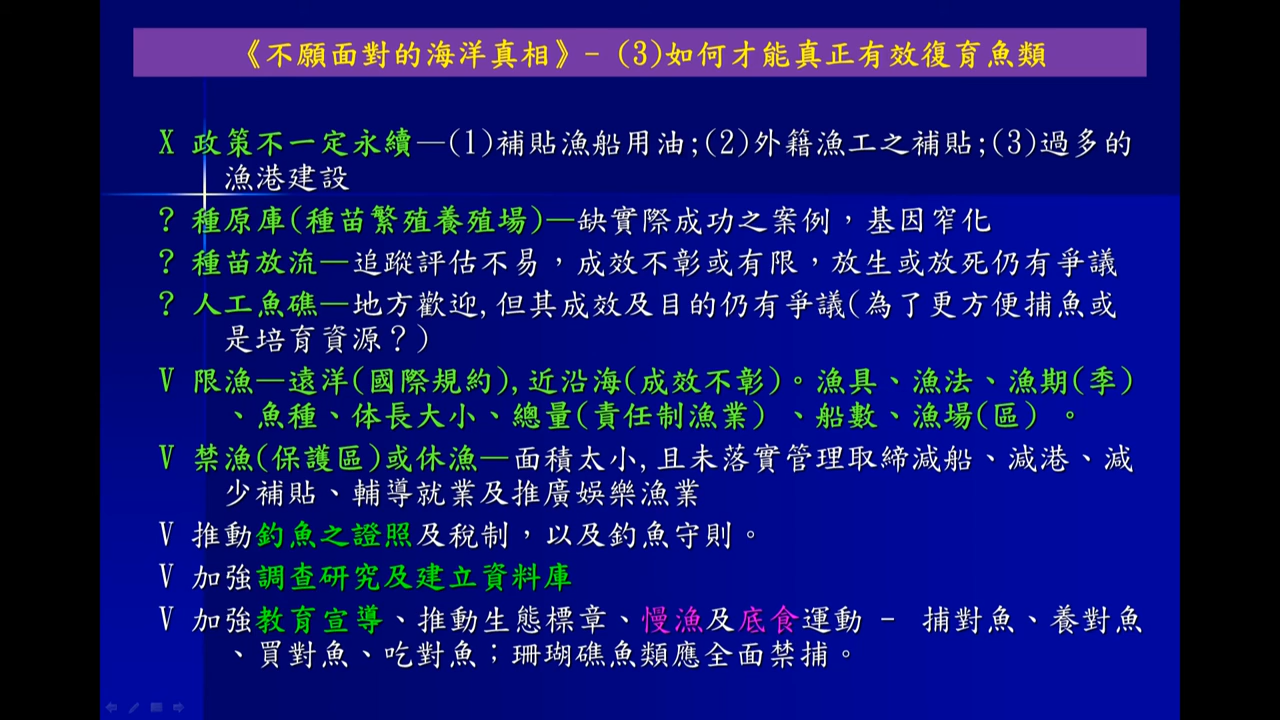 《不願面對的海洋真相》- (3)如何才能真正有效復育魚類
X 政策不一定永續—(1)補貼漁船用油;(2)外籍漁工之補貼;(3)過多的
漁港建設
? 種原庫(種苗繁殖養殖場)—缺實際成功之案例，基因窄化
? 種苗放流—追蹤評估不易，成效不彰或有限，放生或放死仍有爭議
? 人工魚礁—地方歡迎,但其成效及目的仍有爭議(為了更方便捕魚或
是培育資源？)
V 限漁—遠洋(國際規約),近沿海(成效不彰)。漁具、漁法、漁期(季)
、魚種、体長大小、總量(責任制漁業) 、船數、漁場(區) 。
V 禁漁(保護區)或休漁—面積太小,且未落實管理取締減船、減港、減
少補貼、輔導就業及推廣娛樂漁業
V 推動釣魚之證照及稅制，以及釣魚守則。
V 加強調查研究及建立資料庫
V 加強教育宣導、推動生態標章、慢漁及底食運動 - 捕對魚、養對魚
、買對魚、吃對魚；珊瑚礁魚類應全面禁捕。